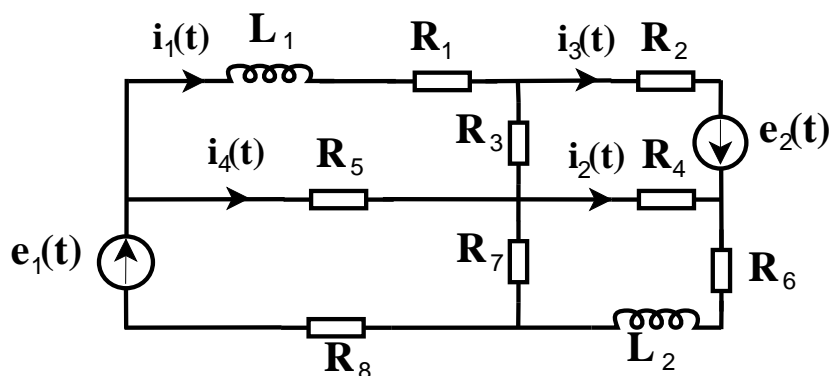 i₁(t) L₁ R₁ i₃(t) R₂
R₃ e₂(t)
i₄(t) R₅ i₂(t) R₄
e₁(t) R₇ R₆
R₈ L₂